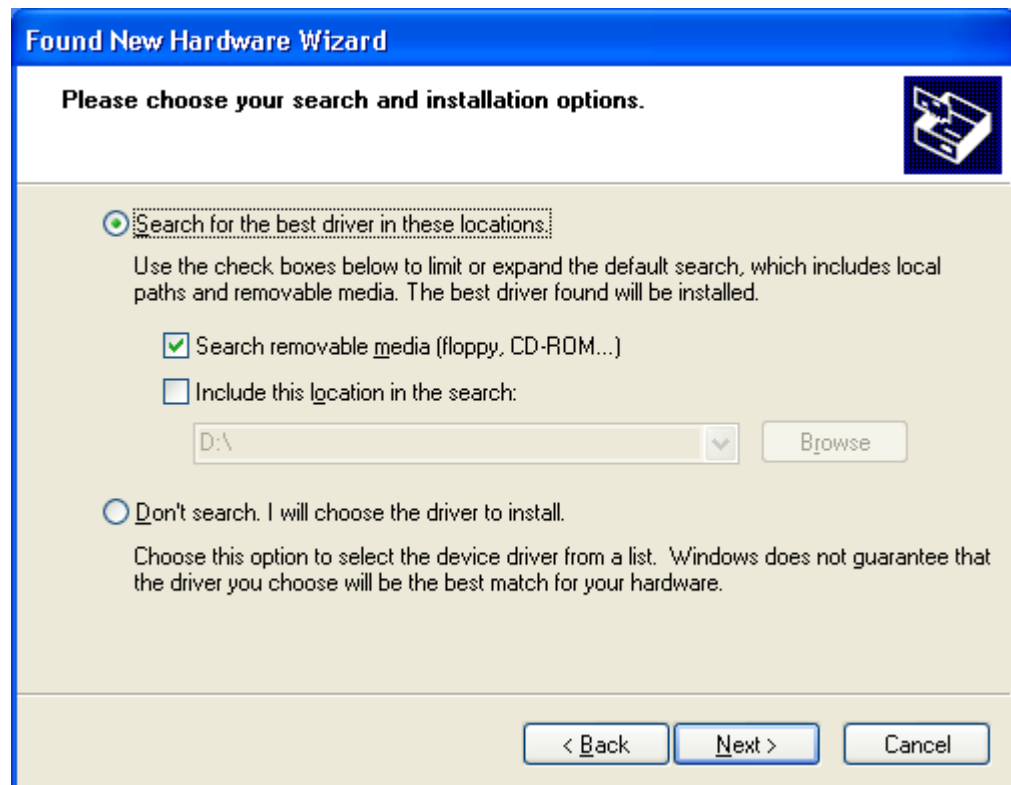 Found New Hardware Wizard
Please choose your search and installation options.
Search for the best driver in these locations.
Use the check boxes below to limit or expand the default search, which includes local
paths and removable media. The best driver found will be installed.
Search removable media (floppy, CD-ROM...)
Include this location in the search:
D:\
Browse
Don't search. I will choose the driver to install.
Choose this option to select the device driver from a list.  Windows does not guarantee that
the driver you choose will be the best match for your hardware.
< Back
Next >
Cancel